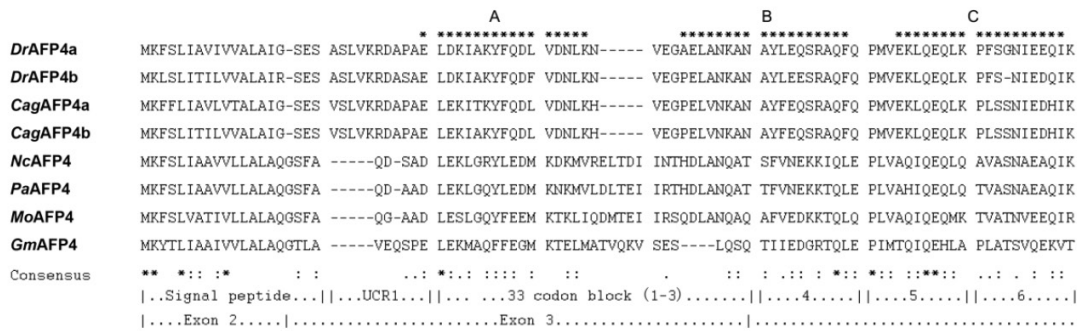 A B C
* ********** ***** ******* ********* ******* *********
DrAFP4a MKFSLIAVIVVALAIG-SES ASLVKRDAPAE LDKIAKYFQDL VDNLKN----- VEGAELANKAN AYLEQSRAQFQ PMVEKLQEQLK PFSGNIEEQIK
DrAFP4b MKLSLITILVVALAIR-SES ASLVKRDASAE LDKIAKYFQDF VDNLKN----- VEGPELANKAN AYLEESRAQFQ PMVEKLQEQLK PFS-NIEDQIK
CagAFP4a MKFFLIAVLVTALAIG-SES VSLVKRDAPAE LEKITKYFQDL VDNLKH----- VEGPELVNKAN AYFEQSRAQFQ PMVEKLQEQLK PLSSNIEDHIK
CagAFP4b MKLSLITILVVALAIG-SES VSLVKRDAPAE LEKIAKYFQDL VDNLKH----- VEGPELVNKAN AYFEQSRAQFQ PMVEKLQEQLK PLSSNIEDHIK
NcAFP4 MKFSLIAAVVLLALAQGSFA -----QD-SAD LEKLGRYLEDM KDKMVRELTDI INTHDLANQAT SFVNEKKIQLE PLVAQIQEQLQ AVASNAEAQIK
PaAFP4 MKFSLIAAVVLLALAQGSFA -----QD-AAD LEKLGQYLEDM KNKMVLDLTEI IRTHDLANQAT TFVNEKKTQLE PLVAHIQEQLQ TVASNAEAQIK
MoAFP4 MKFSLVATIVLLALAQGSFA -----QG-AAD LESLGQYFEEM KTKLIQDMTEI IRSQDLANQAQ AFVEDKKTQLQ PLVAQIQEQMK TVATNVEEQIR
GmAFP4 MKYTLIAAIVVLALAQGTLA -----VEQSPE LEKMAQFFEGM KTELMATVQKV SES----LQSQ TIIEDGRTQLE PIMTQIQEHLA PLATSVQEKVT
Consensus ** *:: :* : : ..: *:. :::: :: :: . :: : : .: .:*: *: ::**: . ..: .: ::
|..Signal peptide...||...UCR1...||... ...33 codon block (1-3).......||.....4.....||.....5.....||.....6.....|
|....Exon 2.....|.............................Exon 3..............................|..........................................